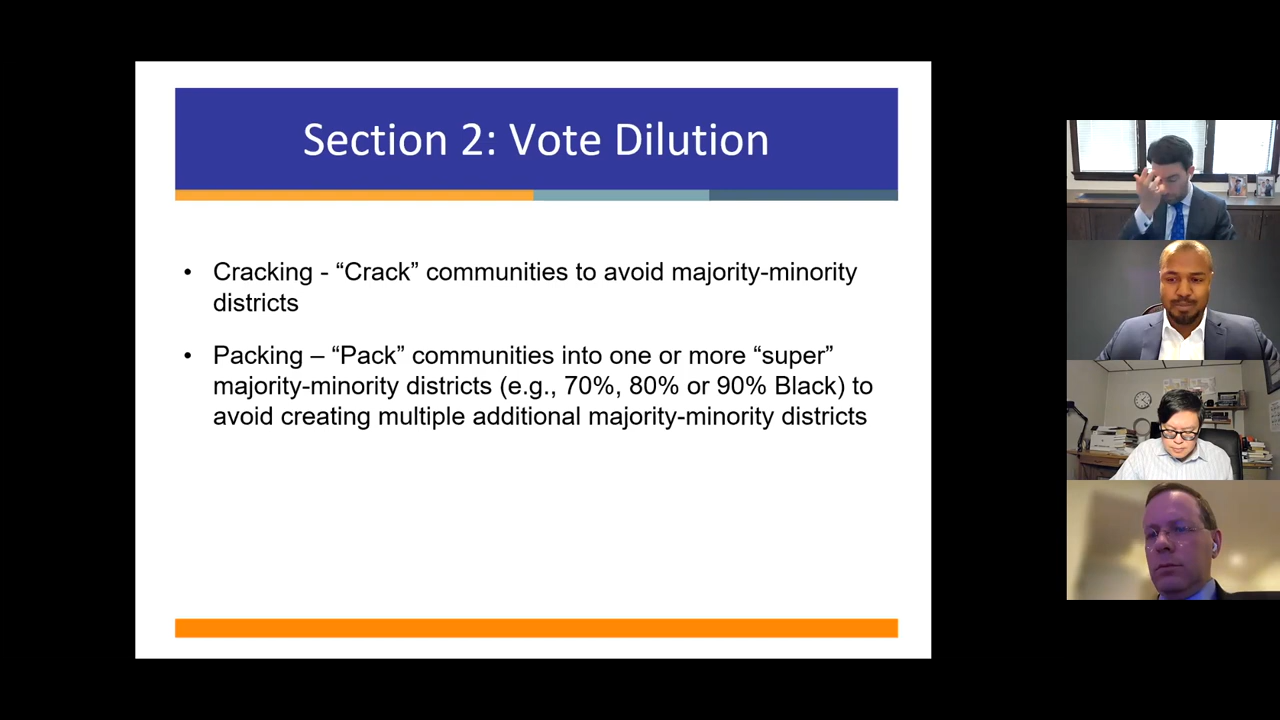 Section 2: Vote Dilution
• Cracking - “Crack” communities to avoid majority-minority
districts
• Packing – “Pack” communities into one or more “super”
majority-minority districts (e.g., 70%, 80% or 90% Black) to
avoid creating multiple additional majority-minority districts